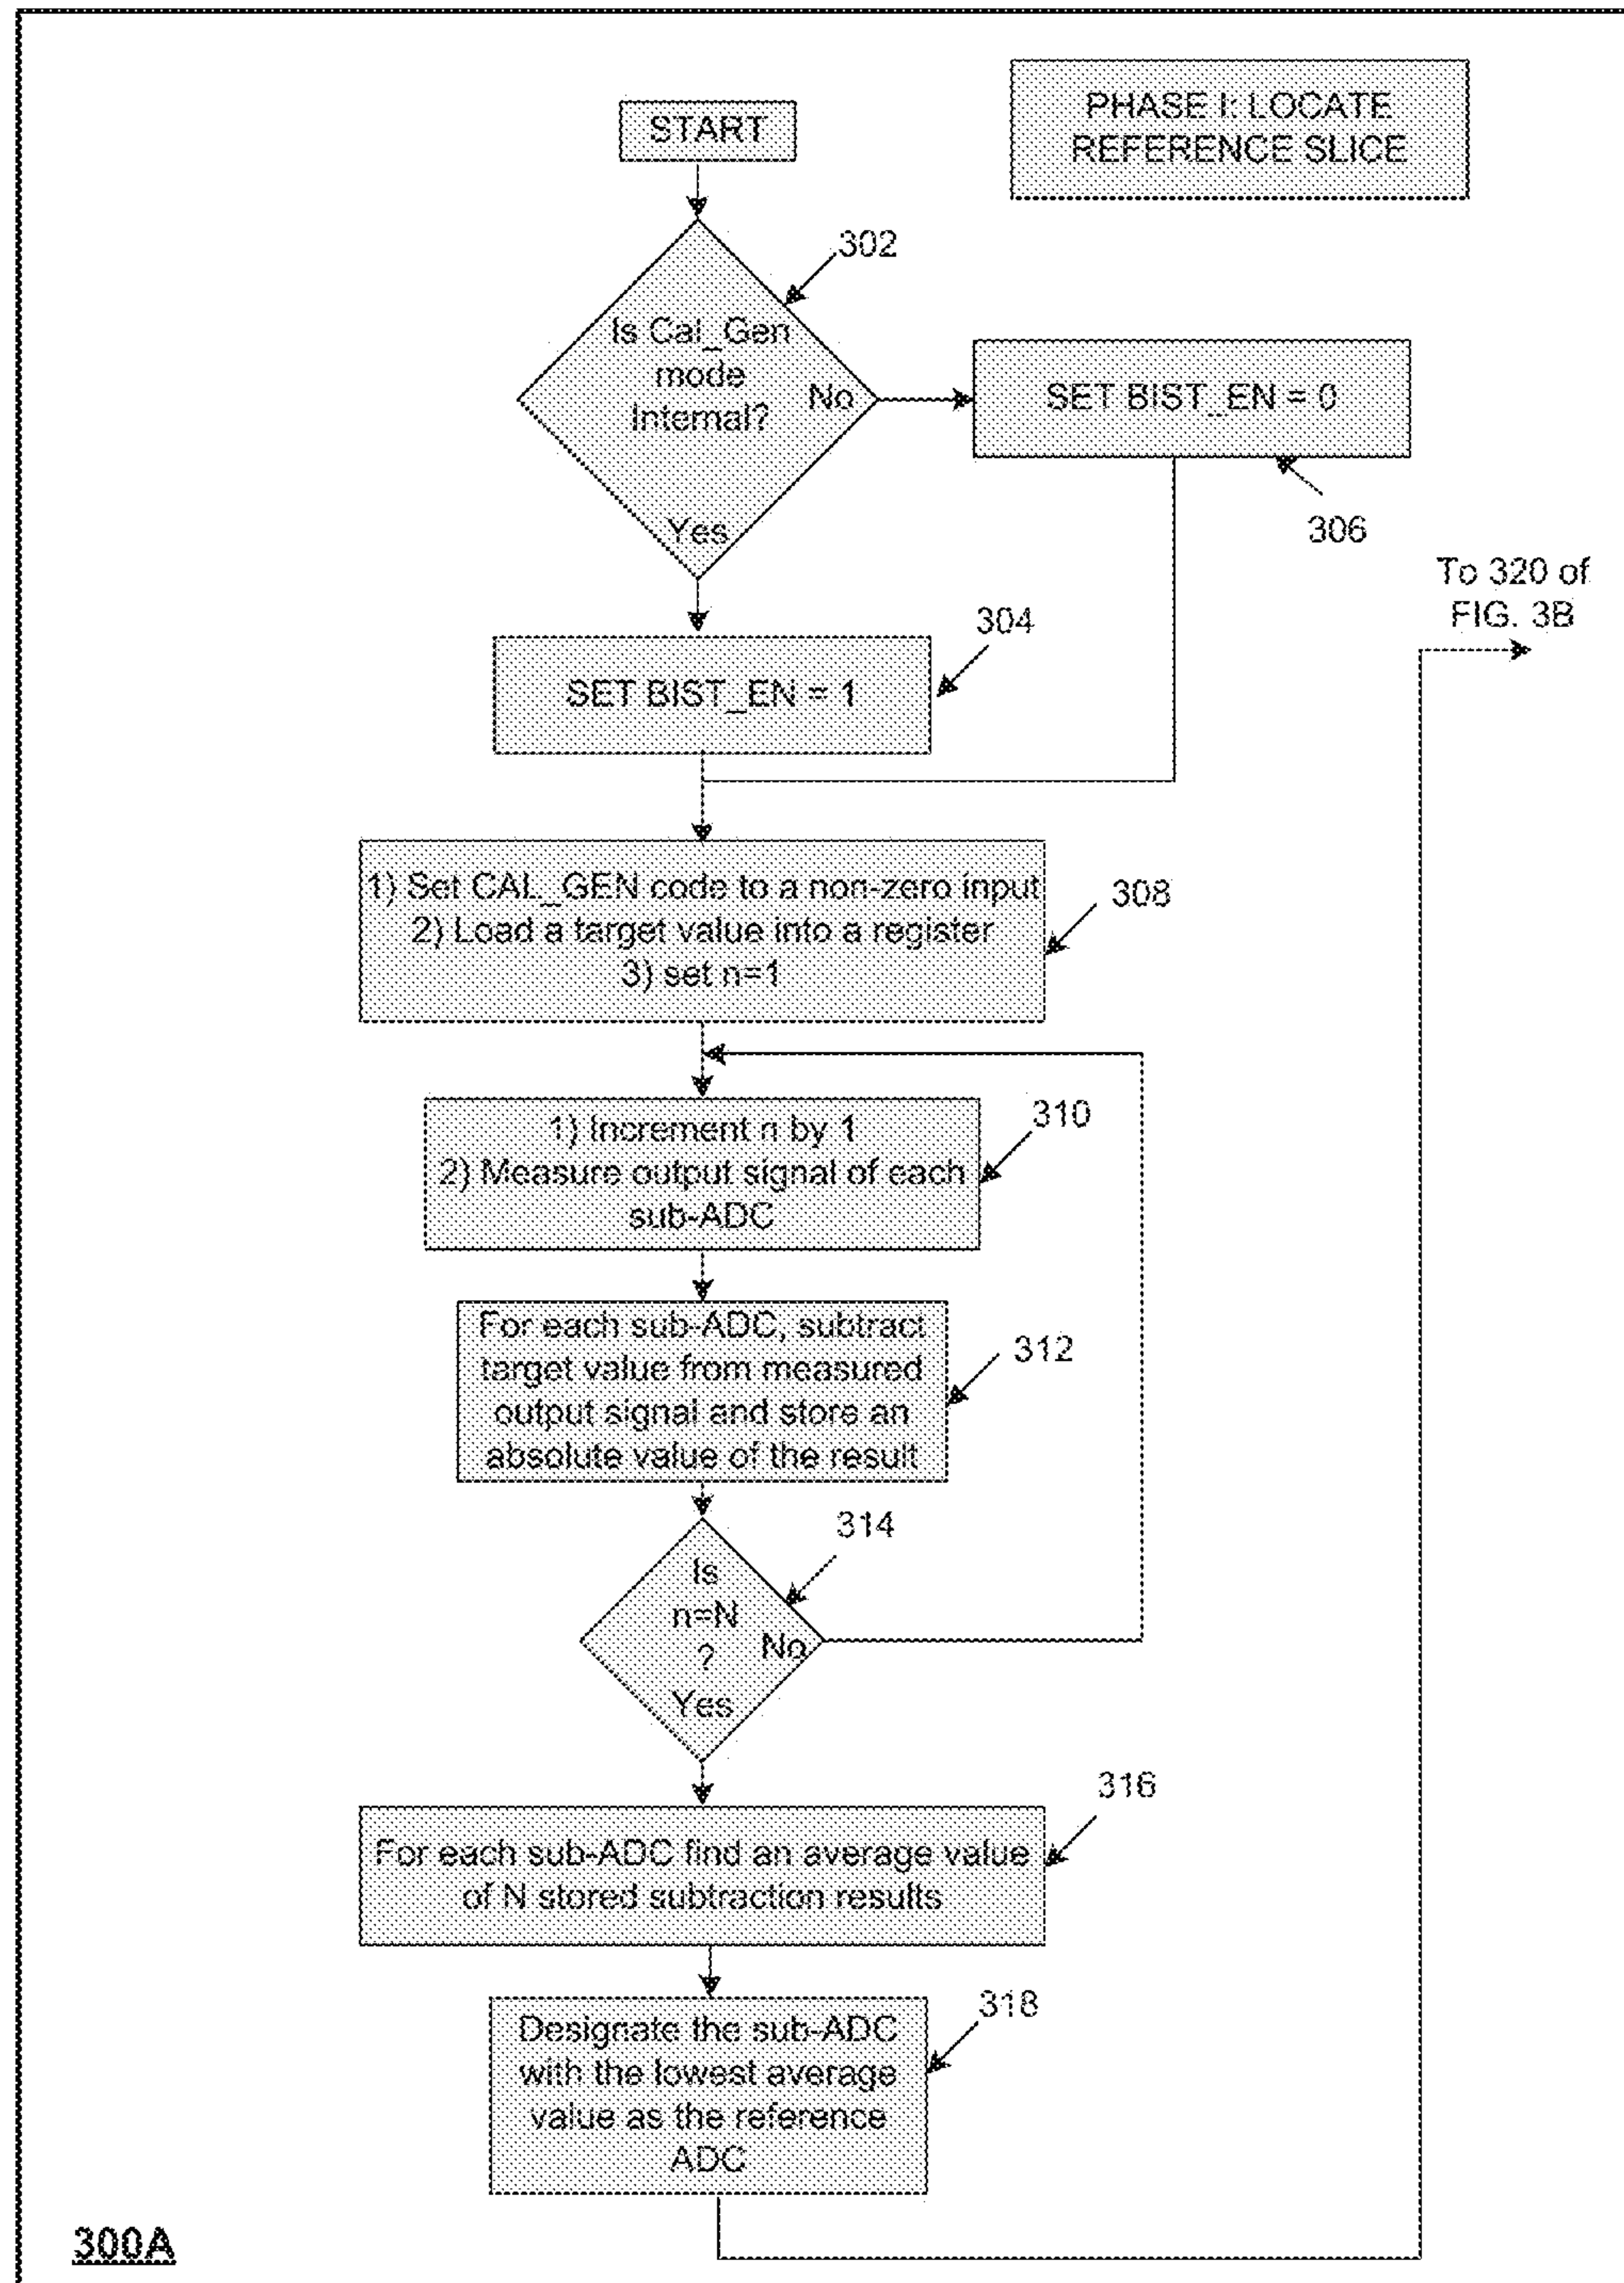 PHASE I: LOCATE
REFERENCE SLICE
START
302
Is Cal_Gen
mode
Internal?
No
Yes
SET BIST_EN = 0
306
To 320 of
FIG. 3B
304
SET BIST_EN = 1
1) Set CAL_GEN code to a non-zero input
2) Load a target value into a register
3) set n=1
308
1) Increment n by 1
2) Measure output signal of each
sub-ADC
310
For each sub-ADC, subtract
target value from measured
output signal and store an
absolute value of the result
312
314
Is
n=N
?
No
Yes
316
For each sub-ADC find an average value
of N stored subtraction results
318
Designate the sub-ADC
with the lowest average
value as the reference
ADC
300A